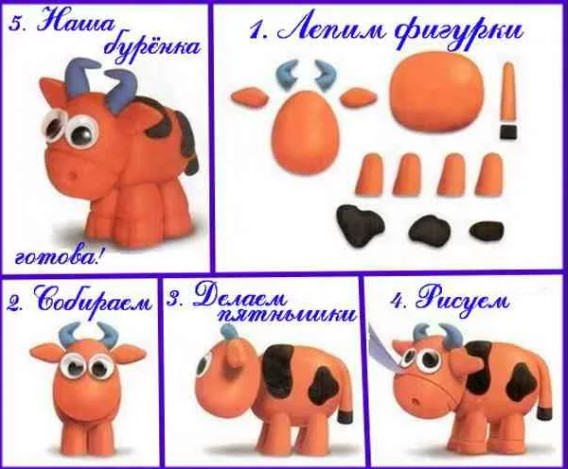 5. Наша
бурёнка
готова!
1. Лепим фигурки
2. Собираем
3. Делаем
пятнышки
4. Рисуем